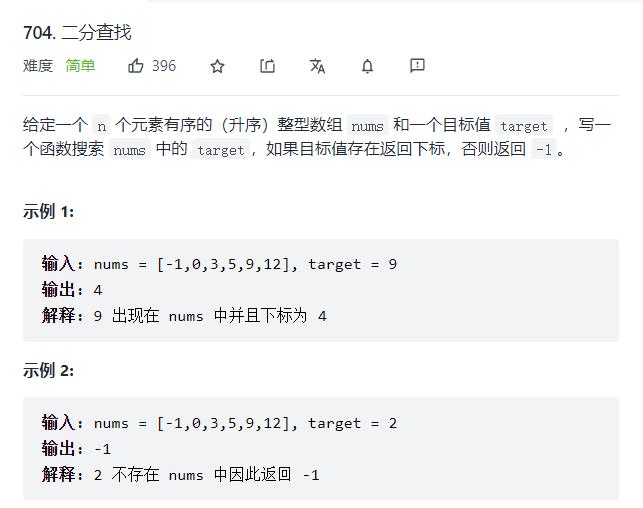 704. 二分查找
难度 简单 396
给定一个 n 个元素有序的（升序）整型数组 nums 和一个目标值 target ，写一
个函数搜索 nums 中的 target，如果目标值存在返回下标，否则返回 -1。
示例 1:
输入: nums = [-1,0,3,5,9,12], target = 9
输出: 4
解释: 9 出现在 nums 中并且下标为 4
示例 2:
输入: nums = [-1,0,3,5,9,12], target = 2
输出: -1
解释: 2 不存在 nums 中因此返回 -1